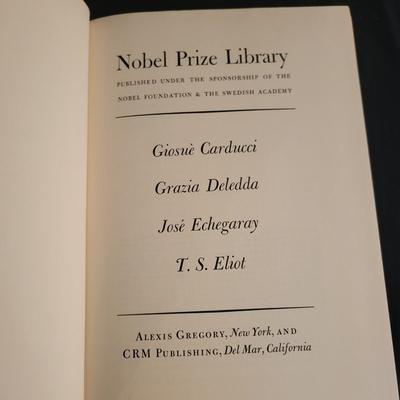 Nobel Prize Library
PUBLISHED UNDER THE SPONSORSHIP OF THE
NOBEL FOUNDATION & THE SWEDISH ACADEMY
Giosuè Carducci
Grazia Deledda
José Echegaray
T. S. Eliot
ALEXIS GREGORY, New York, AND
CRM PUBLISHING, Del Mar, California